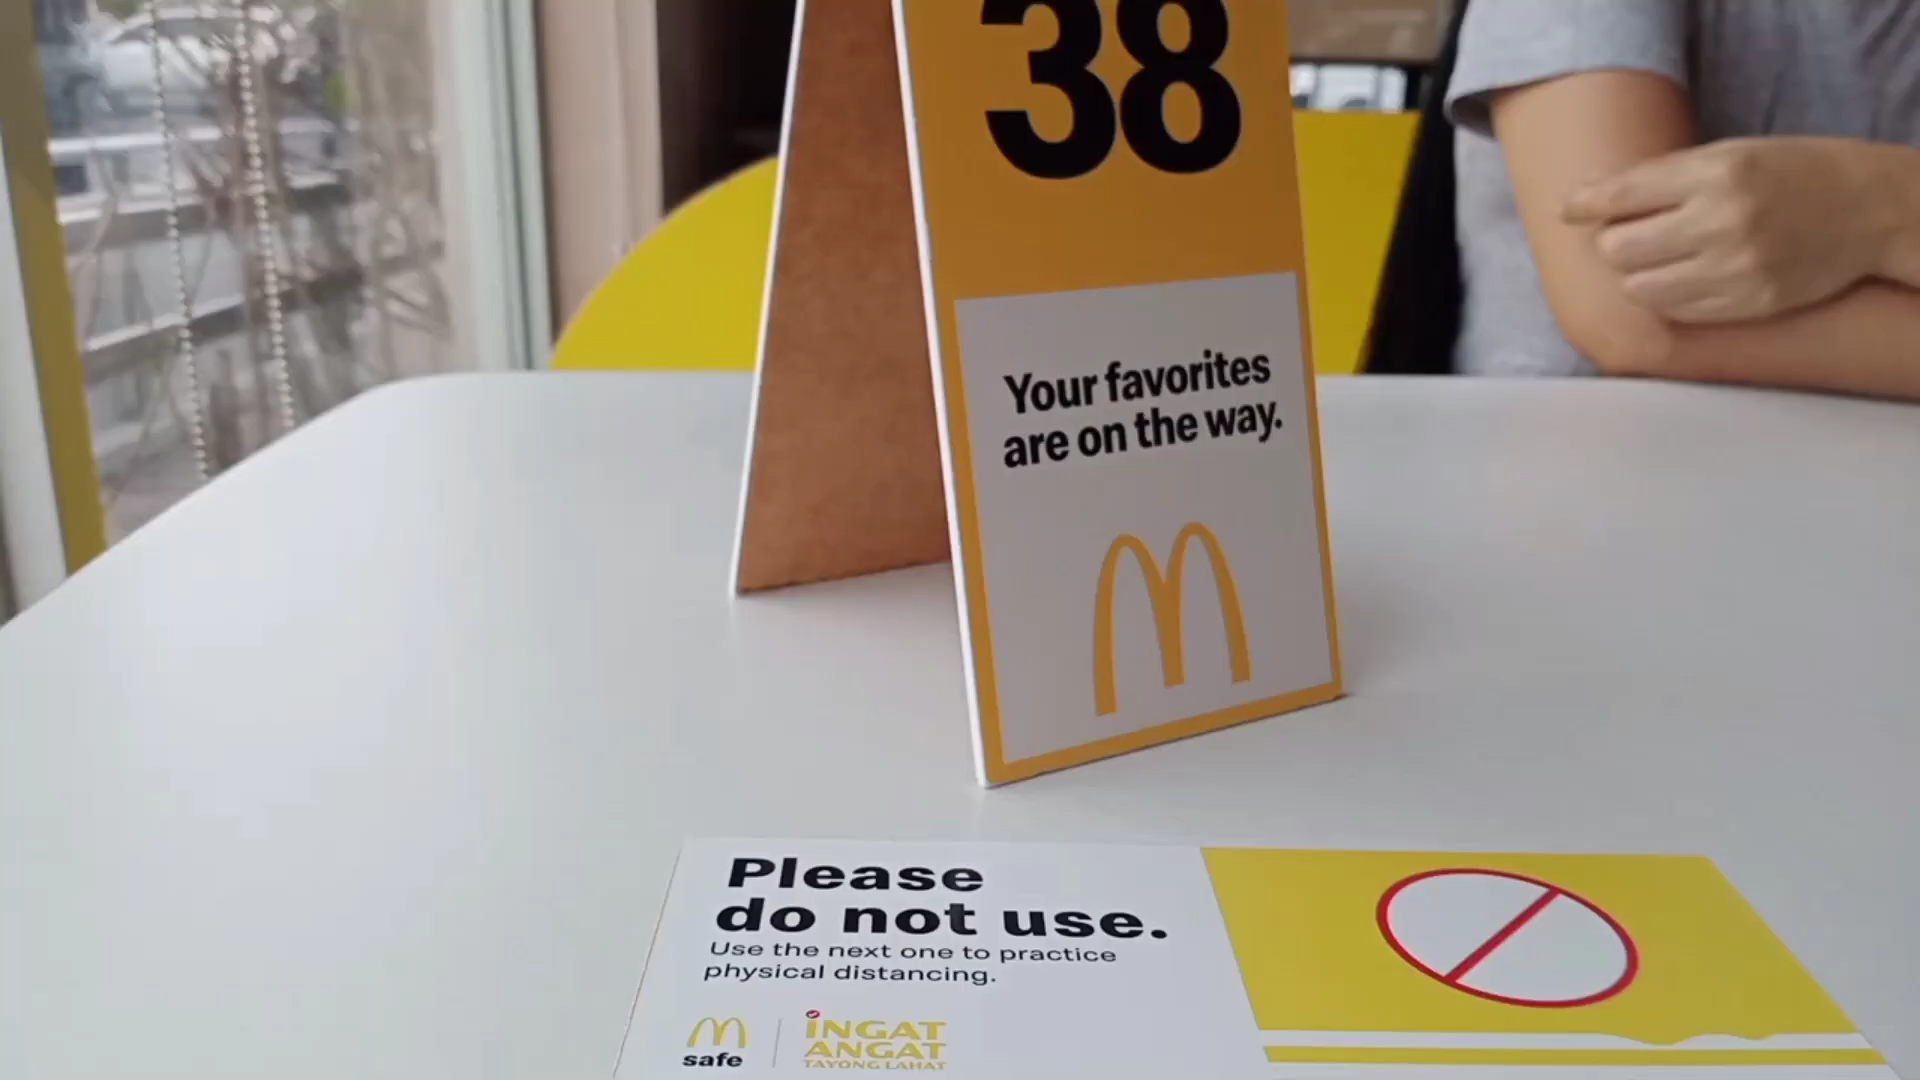 38
Your favorites
are on the way.
Please
do not use.
Use the next one to practice
physical distancing.
safe
iNGAT
ANGAT
TAYONG LAHAT